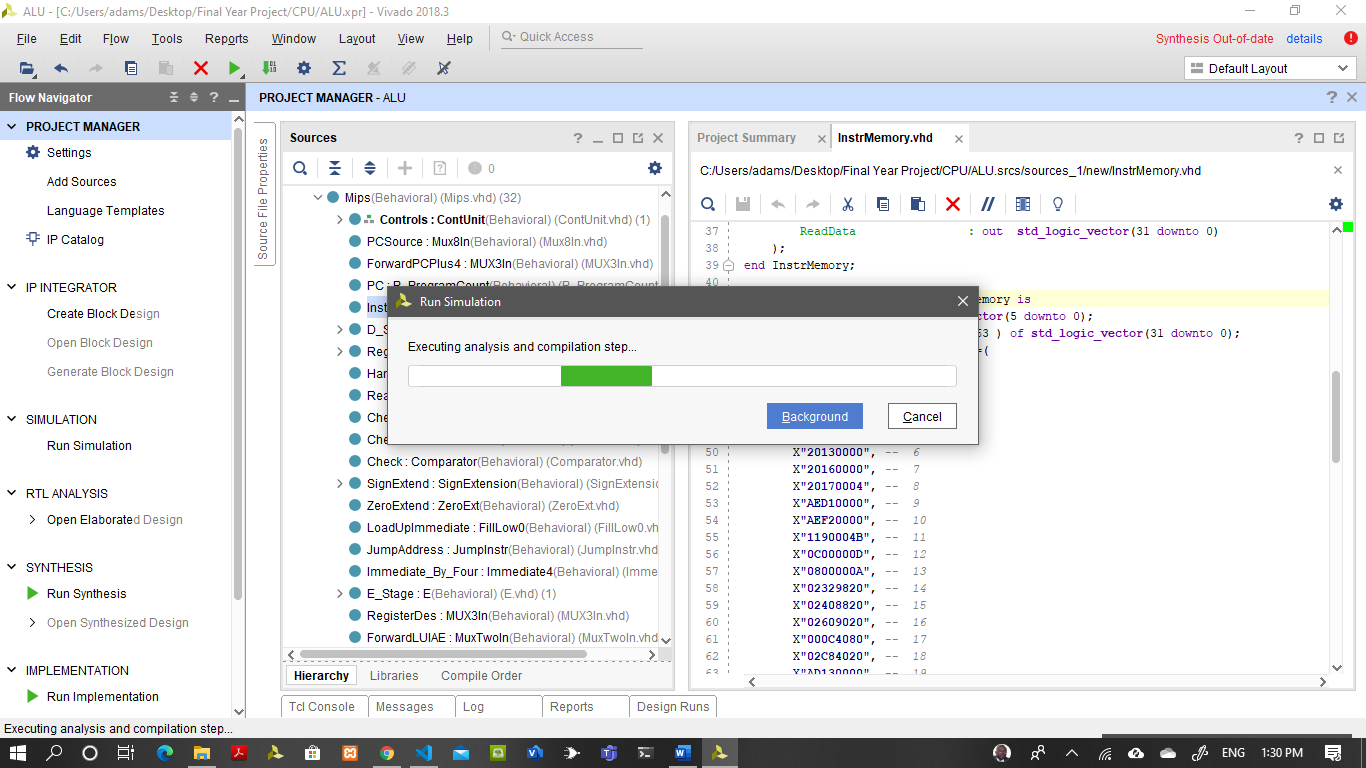 ALU - [C:/Users/adams/Desktop/Final Year Project/CPU/ALU.xpr] - Vivado 2018.3
File Edit Flow Tools Reports Window Layout View Help Quick Access
Synthesis Out-of-date details
Default Layout
Flow Navigator
PROJECT MANAGER - ALU
PROJECT MANAGER
Settings
Add Sources
Language Templates
IP Catalog
IP INTEGRATOR
Create Block Design
Open Block Design
Generate Block Design
SIMULATION
Run Simulation
RTL ANALYSIS
Open Elaborated Design
SYNTHESIS
Run Synthesis
Open Synthesized Design
IMPLEMENTATION
Run Implementation
Source File Properties
Sources
0
Mips(Behavioral) (Mips.vhd) (32)
Controls : ContUnit(Behavioral) (ContUnit.vhd) (1)
PCSource : Mux8In(Behavioral) (Mux8In.vhd)
ForwardPCPlus4 : MUX3In(Behavioral) (MUX3In.vhd)
Inst
D_S
Reg
Har
Rea
Che
Che
Check : Comparator(Behavioral) (Comparator.vhd)
SignExtend : SignExtension(Behavioral) (SignExtensio
ZeroExtend : ZeroExt(Behavioral) (ZeroExt.vhd)
LoadUpImmediate : FillLow0(Behavioral) (FillLow0.vh
JumpAddress : JumpInstr(Behavioral) (JumpInstr.vhd
Immediate_By_Four : Immediate4(Behavioral) (Imme
E_Stage : E(Behavioral) (E.vhd) (1)
RegisterDes : MUX3In(Behavioral) (MUX3In.vhd)
ForwardLUIAE : MuxTwoIn(Behavioral) (MuxTwoIn.vhd
Hierarchy Libraries Compile Order
Project Summary InstrMemory.vhd
C:/Users/adams/Desktop/Final Year Project/CPU/ALU.srcs/sources_1/new/InstrMemory.vhd
37 ReadData : out std_logic_vector(31 downto 0)
38 );
39 end InstrMemory;
40
emory is
ctor(5 downto 0);
63 ) of std_logic_vector(31 downto 0);
=(
50 X"20130000", -- 6
51 X"20160000", -- 7
52 X"20170004", -- 8
53 X"AED10000", -- 9
54 X"AEF20000", -- 10
55 X"1190004B", -- 11
56 X"0C00000D", -- 12
57 X"0800000A", -- 13
58 X"02329820", -- 14
59 X"02408820", -- 15
60 X"02609020", -- 16
61 X"000C4080", -- 17
62 X"02C84020", -- 18
63 X"AD130000", -- 19
Run Simulation
Executing analysis and compilation step...
Background Cancel
Tcl Console Messages Log Reports Design Runs
Executing analysis and compilation step...
ENG 1:30 PM